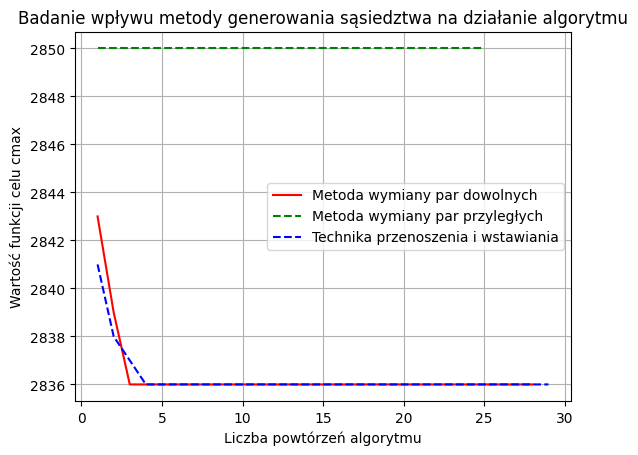 Badanie wpływu metody generowania sąsiedztwa na działanie algorytmu
2850
2848
2846
2844
2842
2840
2838
2836
Wartość funkcji celu cmax
Metoda wymiany par dowolnych
Metoda wymiany par przyległych
Technika przenoszenia i wstawiania
0 5 10 15 20 25 30
Liczba powtórzeń algorytmu